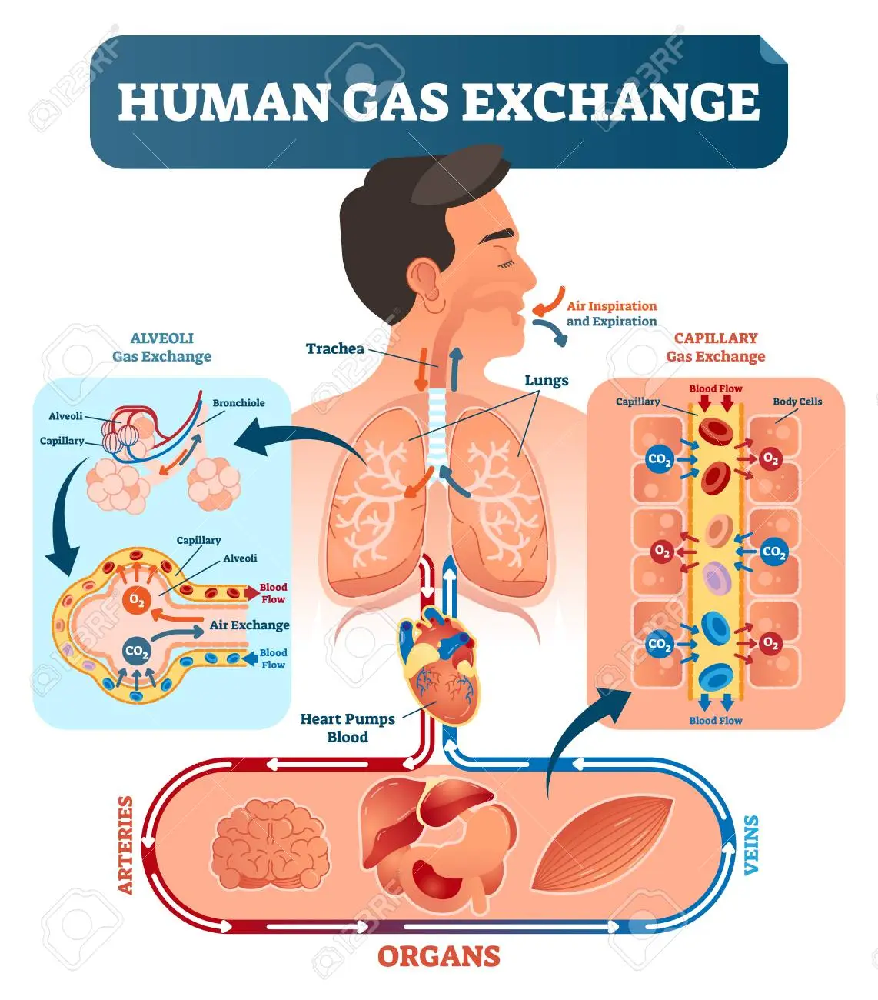 HUMAN GAS EXCHANGE
Air Inspiration
and Expiration
Trachea
Lungs
ALVEOLI
Gas Exchange
Alveoli
Capillary
Bronchiole
Capillary
Alveoli
O2
CO2
Blood
Flow
Air Exchange
Blood
Flow
CAPILLARY
Gas Exchange
Blood Flow
Capillary
Body Cells
CO2
O2
O2
CO2
CO2
O2
Blood Flow
Heart Pumps
Blood
ARTERIES
VEINS
ORGANS
123RF